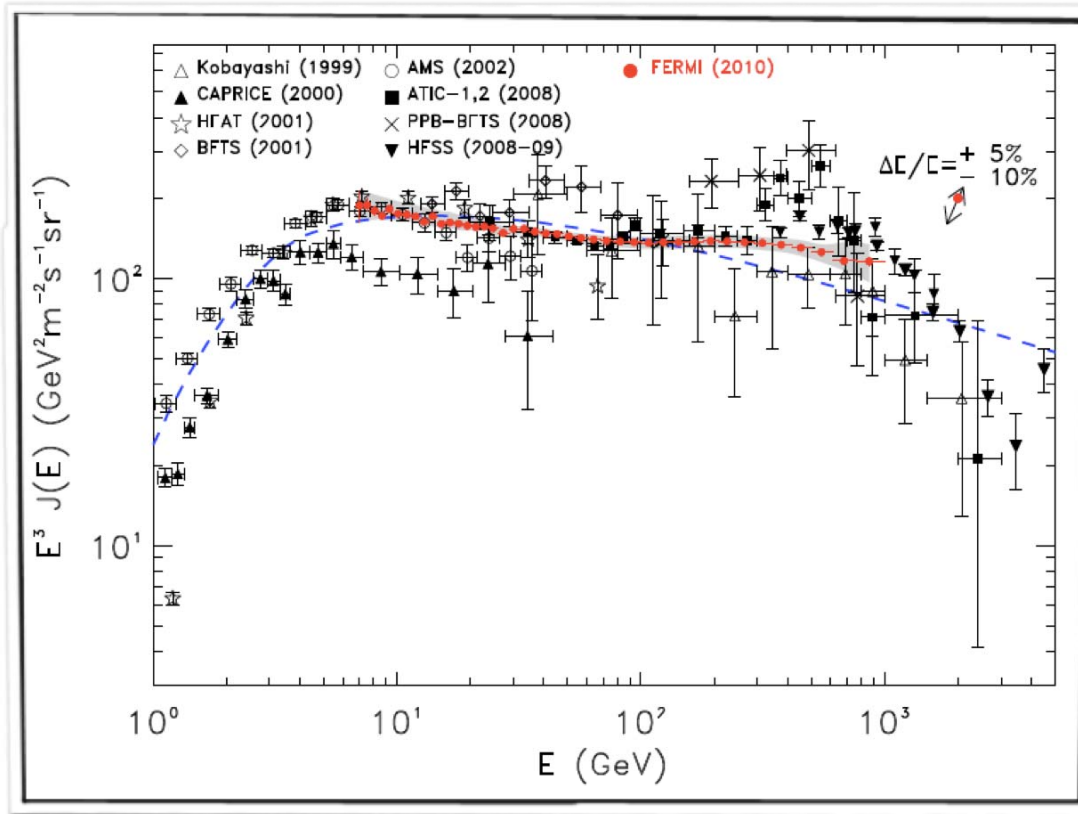 Kobayashi (1999) AMS (2002) FERMI (2010)
CAPRICE (2000) ATIC-1,2 (2008)
HEAT (2001) PPB-BETS (2008)
BETS (2001) HESS (2008-09)
ΔE/E= + 5%
- 10%
E³ J(E) (GeV²m⁻²s⁻¹sr⁻¹)
10²
10¹
10⁰ 10¹ 10² 10³
E (GeV)